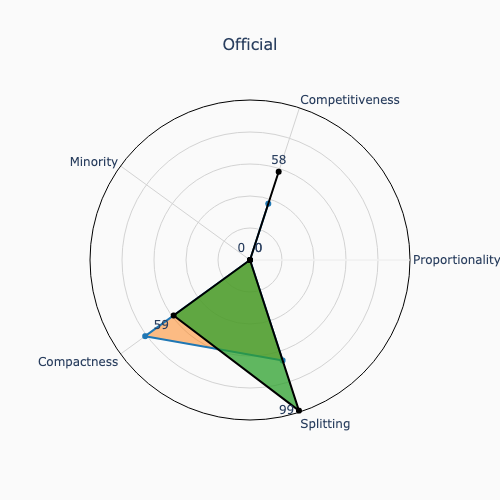 Official
Competitiveness
58
Minority
0
0
Proportionality
59
Compactness
99
Splitting